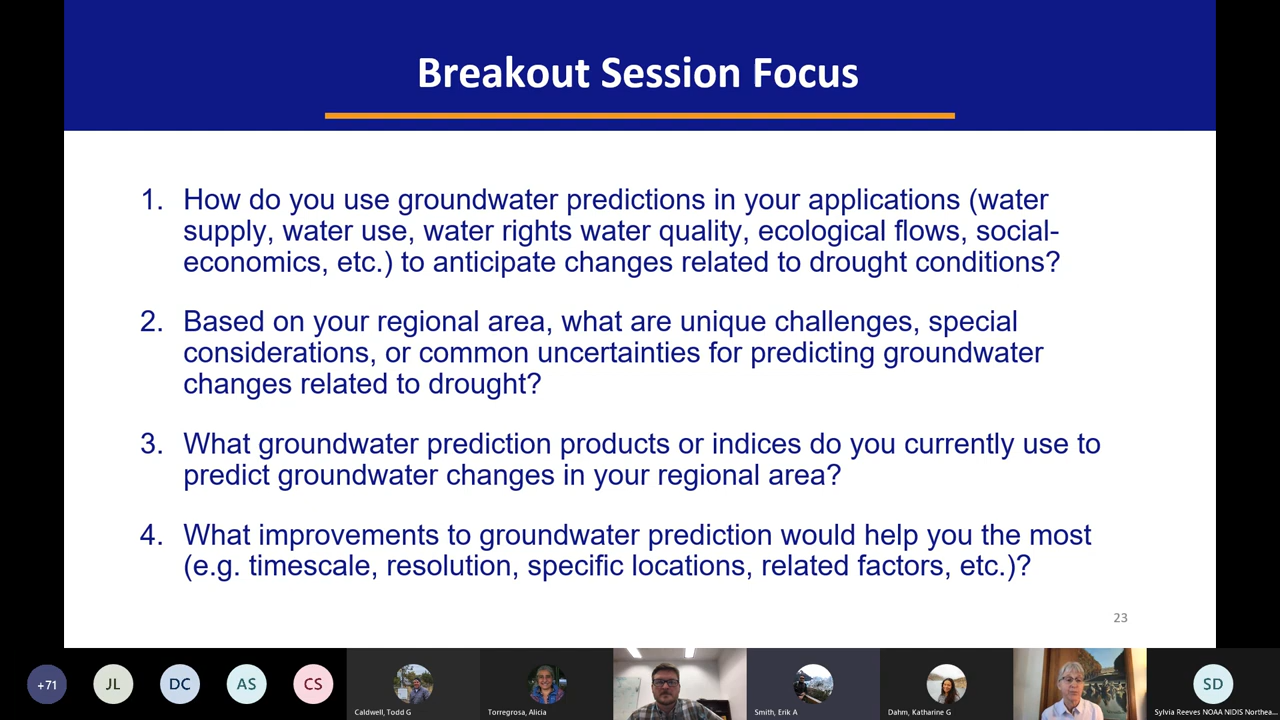 Breakout Session Focus
1. How do you use groundwater predictions in your applications (water
supply, water use, water rights water quality, ecological flows, social-
economics, etc.) to anticipate changes related to drought conditions?
2. Based on your regional area, what are unique challenges, special
considerations, or common uncertainties for predicting groundwater
changes related to drought?
3. What groundwater prediction products or indices do you currently use to
predict groundwater changes in your regional area?
4. What improvements to groundwater prediction would help you the most
(e.g. timescale, resolution, specific locations, related factors, etc.)?
23
+71
JL
DC
AS
CS
SD
Caldwell, Todd G
Torregrosa, Alicia
Smith, Erik A
Dahm, Katharine G
Sylvia Reeves NOAA NIDIS Northea...